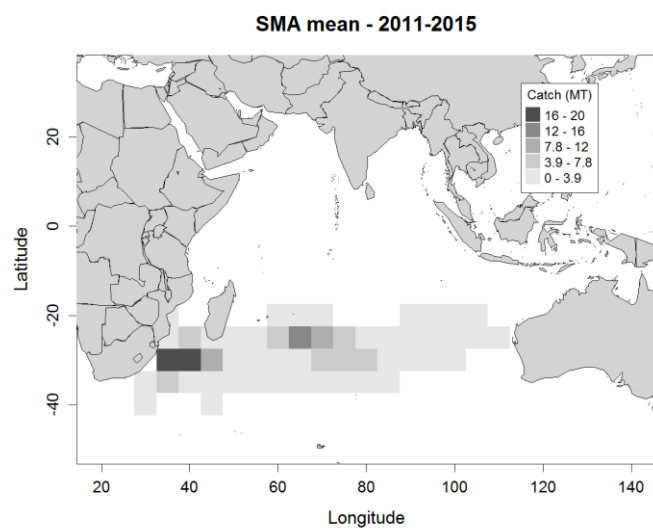 SMA mean - 2011-2015
Catch (MT)
16 - 20
12 - 16
7.8 - 12
3.9 - 7.8
0 - 3.9
Latitude
20
0
-20
-40
20 40 60 80 100 120 140
Longitude